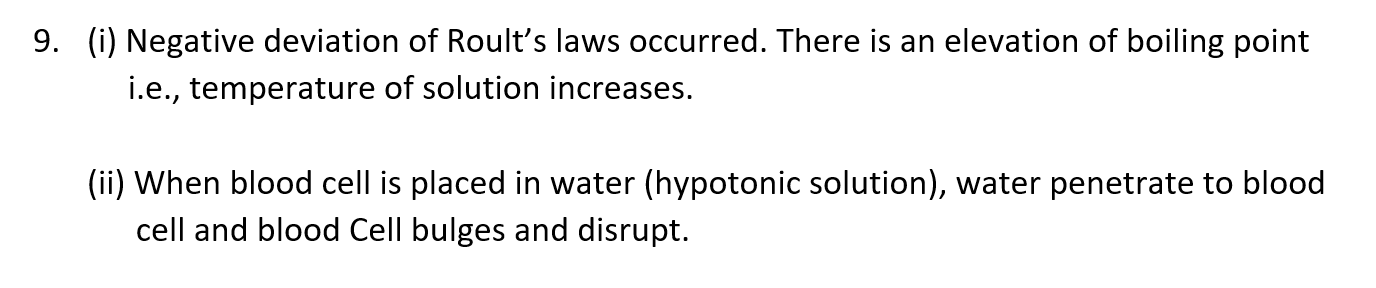 9. (i) Negative deviation of Roult’s laws occurred. There is an elevation of boiling point
i.e., temperature of solution increases.
(ii) When blood cell is placed in water (hypotonic solution), water penetrate to blood
cell and blood Cell bulges and disrupt.